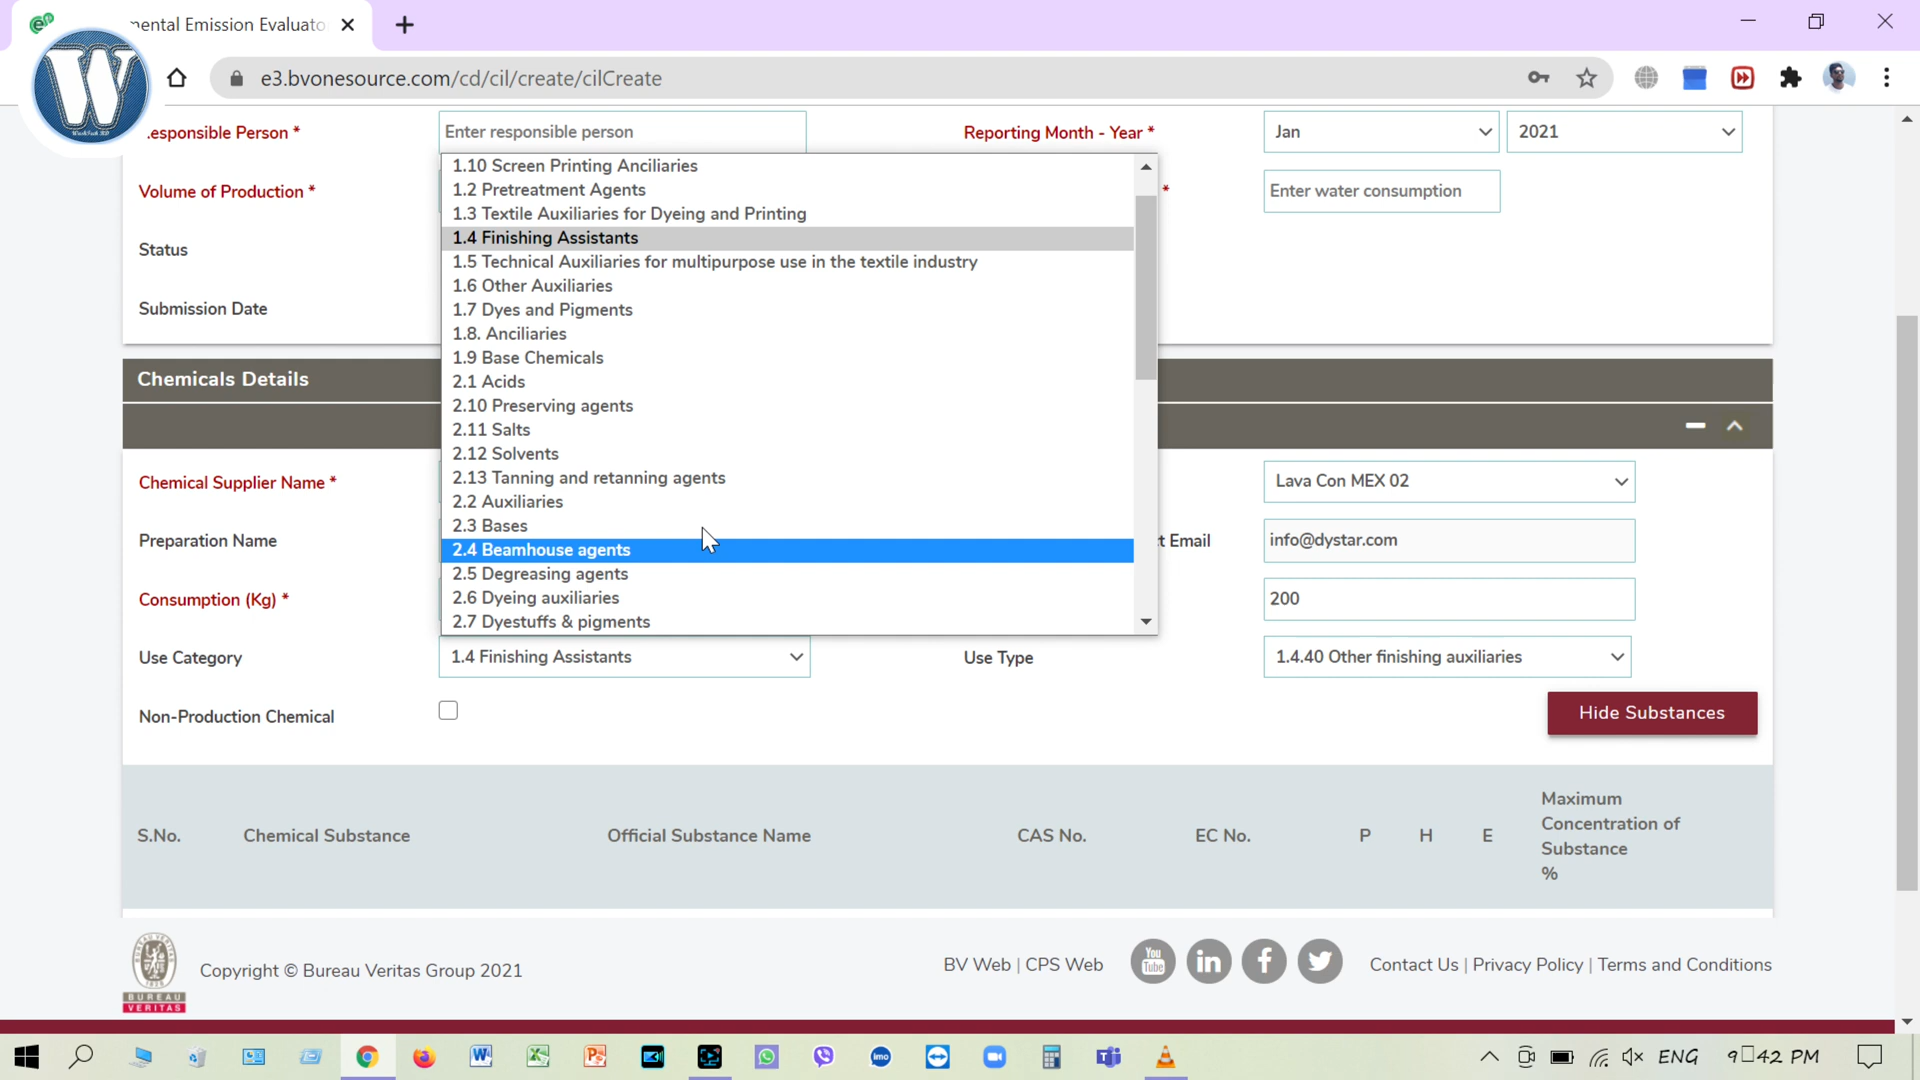 mental Emission Evaluato
e3.bvonesource.com/cd/cil/create/cilCreate
W
WashTech BD
esponsible Person *
Enter responsible person
Reporting Month - Year *
Jan
2021
Volume of Production *
*
Enter water consumption
Status
Submission Date
1.10 Screen Printing Anciliaries
1.2 Pretreatment Agents
1.3 Textile Auxiliaries for Dyeing and Printing
1.4 Finishing Assistants
1.5 Technical Auxiliaries for multipurpose use in the textile industry
1.6 Other Auxiliaries
1.7 Dyes and Pigments
1.8. Anciliaries
1.9 Base Chemicals
2.1 Acids
2.10 Preserving agents
2.11 Salts
2.12 Solvents
2.13 Tanning and retanning agents
2.2 Auxiliaries
2.3 Bases
2.4 Beamhouse agents
2.5 Degreasing agents
2.6 Dyeing auxiliaries
2.7 Dyestuffs & pigments
Chemicals Details
Chemical Supplier Name *
Lava Con MEX 02
Preparation Name
t Email
info@dystar.com
Consumption (Kg) *
200
Use Category
1.4 Finishing Assistants
Use Type
1.4.40 Other finishing auxiliaries
Non-Production Chemical
Hide Substances
S.No.
Chemical Substance
Official Substance Name
CAS No.
EC No.
P
H
E
Maximum
Concentration of
Substance
%
BUREAU
VERITAS
Copyright © Bureau Veritas Group 2021
BV Web | CPS Web
You
Tube
in
f
Contact Us | Privacy Policy | Terms and Conditions
imo
ENG
9:42 PM